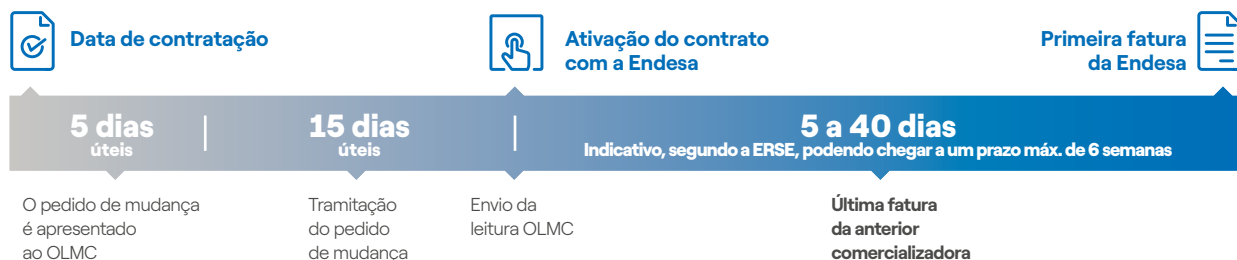 Data de contratação
Ativação do contrato
com a Endesa
Primeira fatura
da Endesa
5 dias
úteis
15 dias
úteis
5 a 40 dias
Indicativo, segundo a ERSE, podendo chegar a um prazo máx. de 6 semanas
O pedido de mudança
é apresentado
ao OLMC
Tramitação
do pedido
de mudança
Envio da
leitura OLMC
Última fatura
da anterior
comercializadora